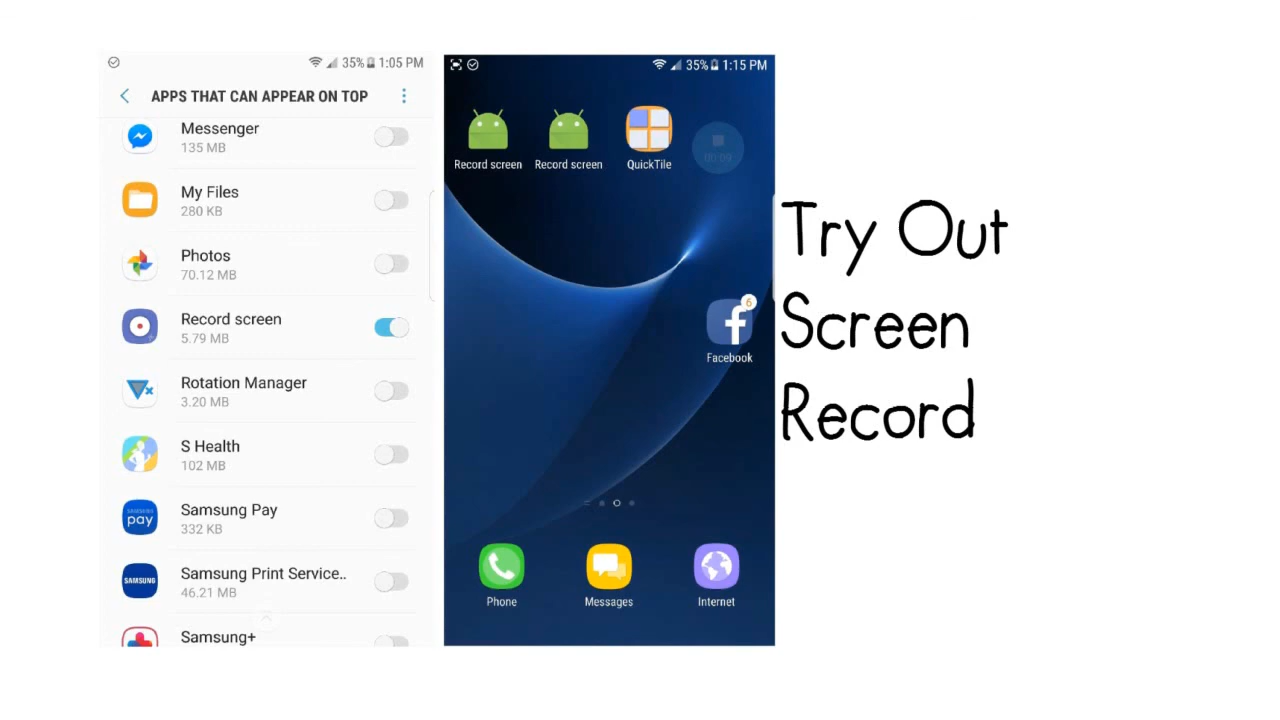 35% 1:05 PM
APPS THAT CAN APPEAR ON TOP
Messenger
135 MB
My Files
280 KB
Photos
70.12 MB
Record screen
5.79 MB
Rotation Manager
3.20 MB
S Health
102 MB
SAMSUNG
pay
Samsung Pay
332 KB
SAMSUNG
Samsung Print Service..
46.21 MB
Samsung+
35% 1:15 PM
Record screen
Record screen
QuickTile
00:09
6
Facebook
Phone
Messages
Internet
Try Out
Screen
Record